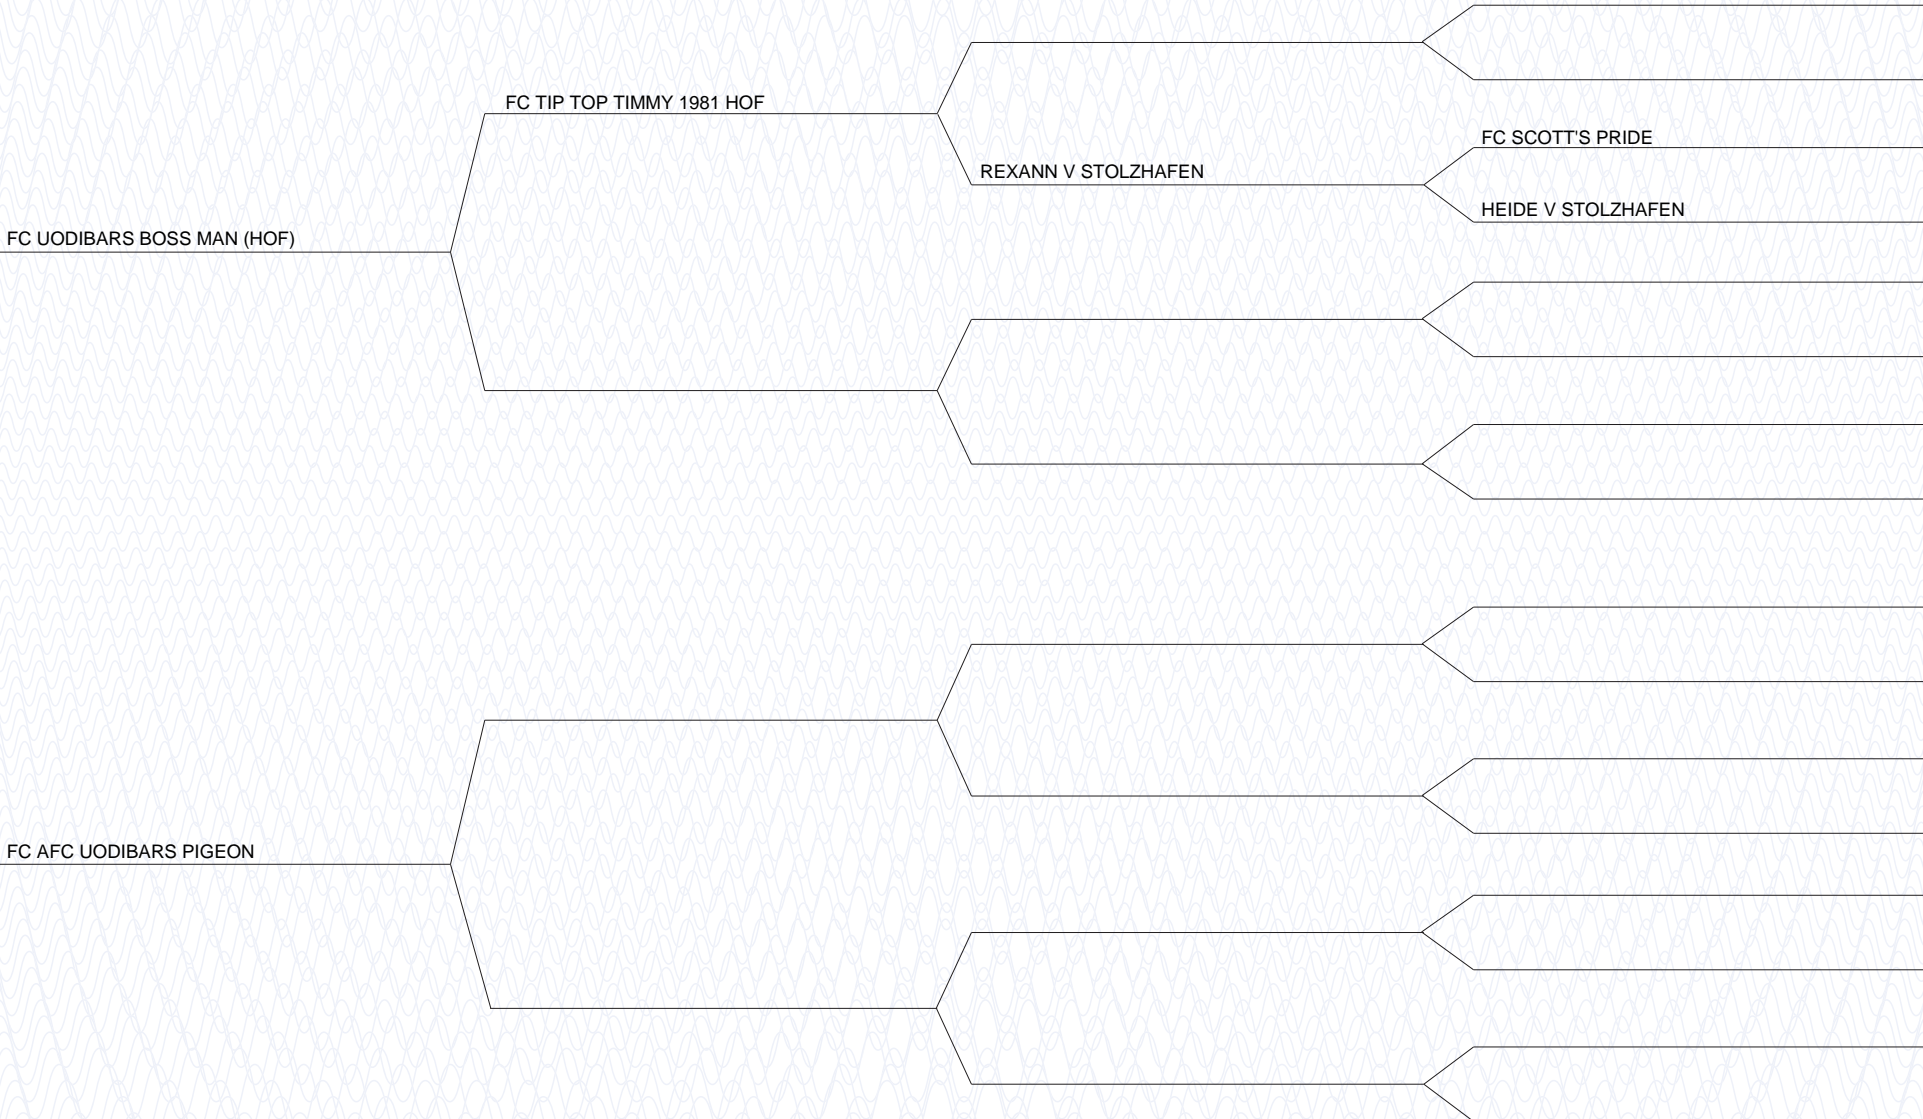 FC TIP TOP TIMMY 1981 HOF
FC SCOTT'S PRIDE
REXANN V STOLZHAFEN
HEIDE V STOLZHAFEN
FC UODIBARS BOSS MAN (HOF)
FC AFC UODIBARS PIGEON